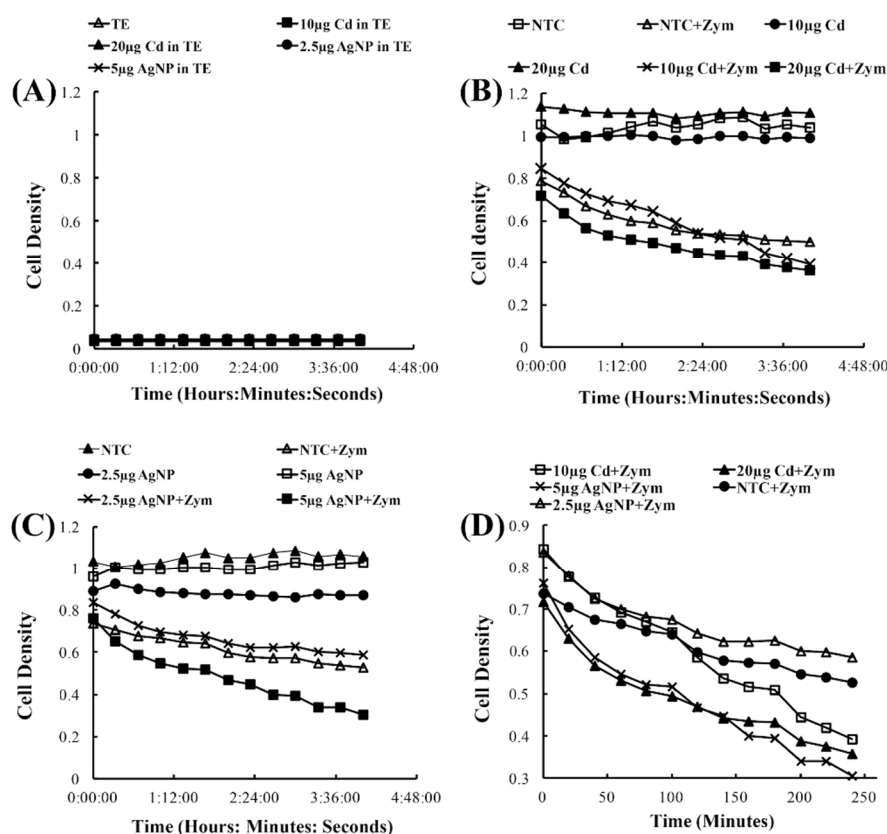 TE 10µg Cd in TE
20µg Cd in TE 2.5µg AgNP in TE
5µg AgNP in TE
(A)
1.2
1
0.8
0.6
0.4
0.2
0
Cell Density
0:00:00 1:12:00 2:24:00 3:36:00 4:48:00
Time (Hours:Minutes:Seconds)
NTC NTC+Zym 10µg Cd
20µg Cd 10µg Cd+Zym 20µg Cd+Zym
(B)
1.2
1
0.8
0.6
0.4
0.2
0
Cell density
0:00:00 1:12:00 2:24:00 3:36:00 4:48:00
Time (Hours:Minutes:Seconds)
NTC NTC+Zym
2.5µg AgNP 5µg AgNP
2.5µg AgNP+Zym 5µg AgNP+Zym
(C)
1.2
1
0.8
0.6
0.4
0.2
0
Cell Density
0:00:00 1:12:00 2:24:00 3:36:00 4:48:00
Time (Hours: Minutes: Seconds)
10µg Cd+Zym 20µg Cd+Zym
5µg AgNP+Zym NTC+Zym
2.5µg AgNP+Zym
(D)
0.9
0.8
0.7
0.6
0.5
0.4
0.3
Cell Density
0 50 100 150 200 250
Time (Minutes)